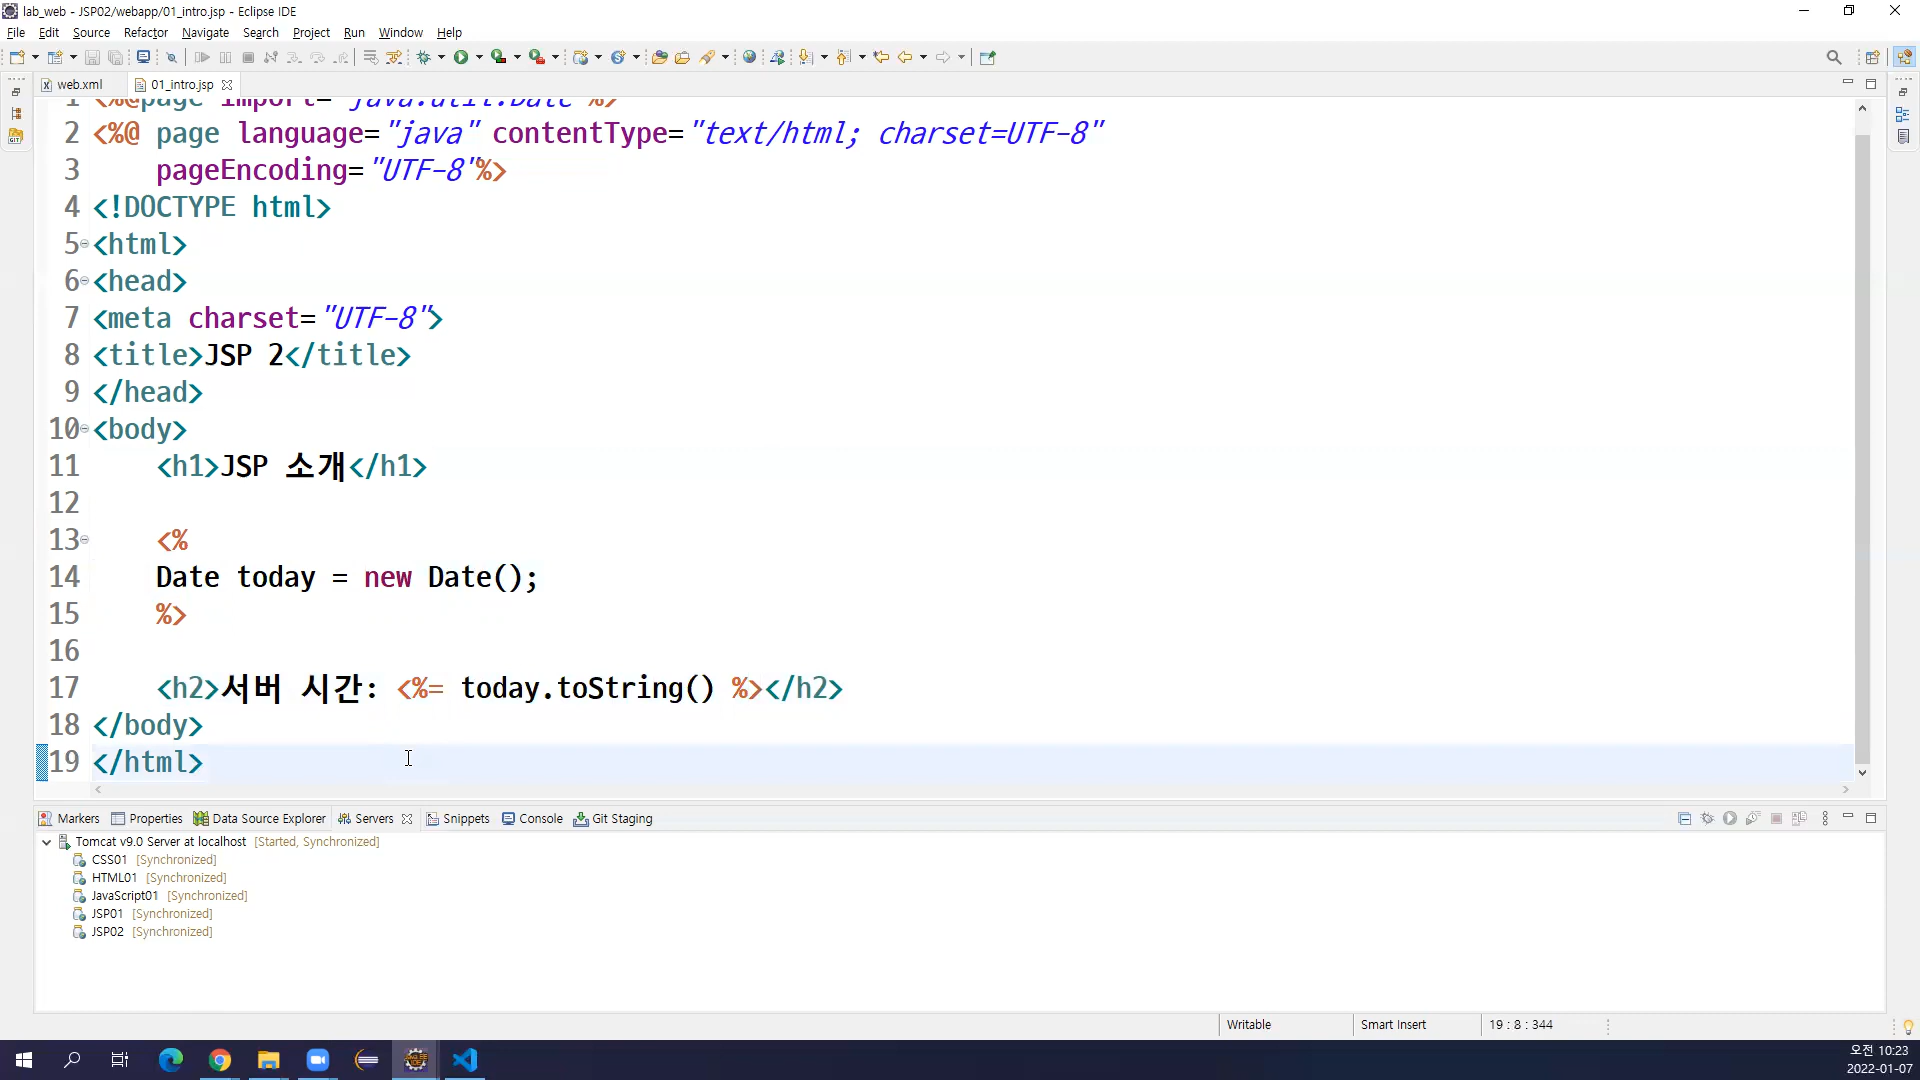 lab_web - JSP02/webapp/01_intro.jsp - Eclipse IDE
File Edit Source Refactor Navigate Search Project Run Window Help
web.xml 01_intro.jsp
1 <%@page import="java.util.Date"%>
2 <%@ page language="java" contentType="text/html; charset=UTF-8"
3 pageEncoding="UTF-8"%>
4 <!DOCTYPE html>
5 <html>
6 <head>
7 <meta charset="UTF-8">
8 <title>JSP 2</title>
9 </head>
10 <body>
11 <h1>JSP 소개</h1>
12
13 <%
14 Date today = new Date();
15 %>
16
17 <h2>서버 시간: <%= today.toString() %></h2>
18 </body>
19 </html>
Markers Properties Data Source Explorer Servers Snippets Console Git Staging
Tomcat v9.0 Server at localhost [Started, Synchronized]
CSS01 [Synchronized]
HTML01 [Synchronized]
JavaScript01 [Synchronized]
JSP01 [Synchronized]
JSP02 [Synchronized]
Writable Smart Insert 19 : 8 : 344
오전 10:23
2022-01-07